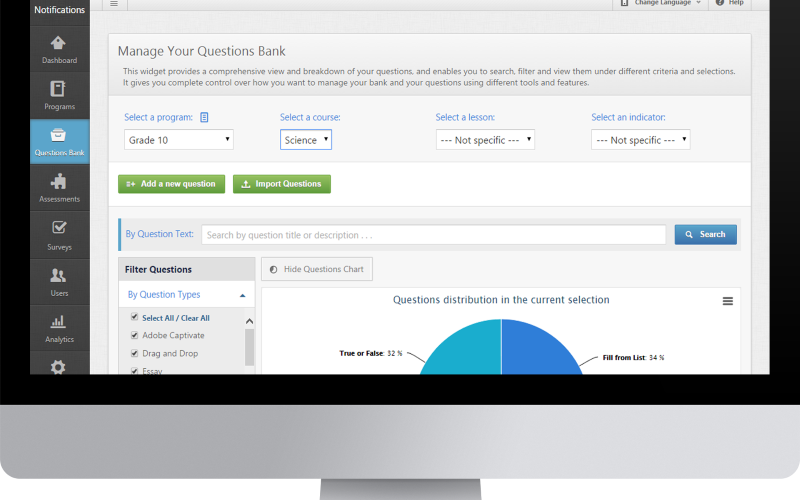 Notifications
Change Language
Help
Dashboard
Programs
Questions Bank
Assessments
Surveys
Users
Analytics
Manage Your Questions Bank
This widget provides a comprehensive view and breakdown of your questions, and enables you to search, filter and view them under different criteria and selections.
It gives you complete control over how you want to manage your bank and your questions using different tools and features.
Select a program: Select a course: Select a lesson: Select an indicator:
Grade 10 Science --- Not specific --- --- Not specific ---
Add a new question Import Questions
By Question Text: Search by question title or description . . . Search
Filter Questions
Hide Questions Chart
By Question Types
Select All / Clear All
Adobe Captivate
Drag and Drop
Essay
Questions distribution in the current selection
True or False: 32 %
Fill from List: 34 %